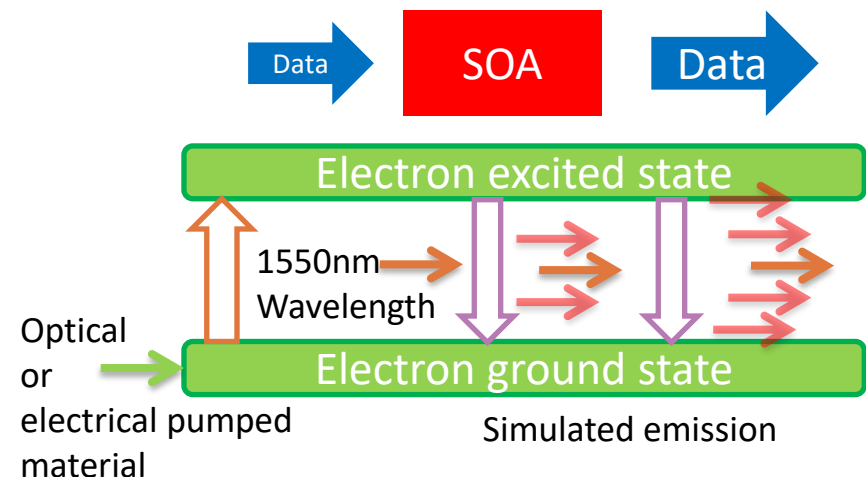 Data
SOA
Data
Electron excited state
1550nm
Wavelength
Optical
or
electrical pumped
material
Electron ground state
Simulated emission